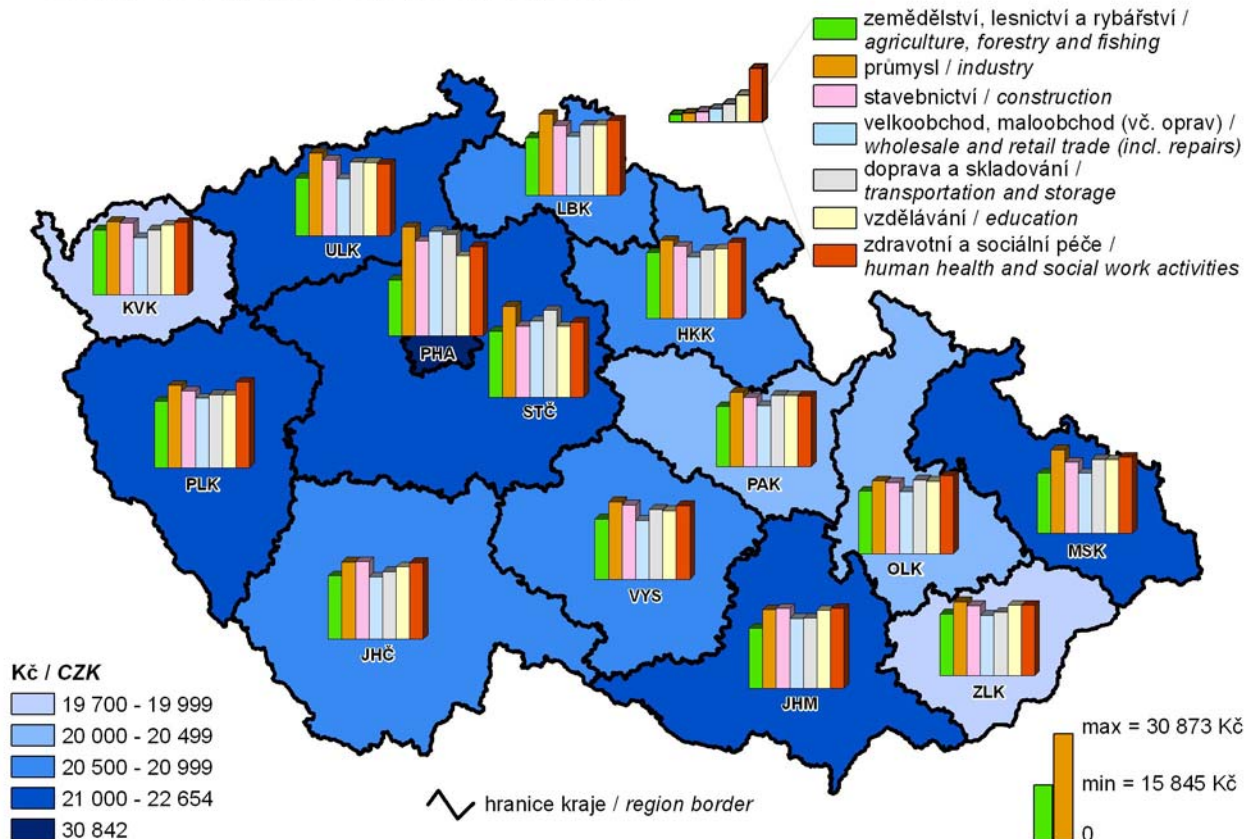 zemědělství, lesnictví a rybářství /
agriculture, forestry and fishing
průmysl / industry
stavebnictví / construction
velkoobchod, maloobchod (vč. oprav) /
wholesale and retail trade (incl. repairs)
doprava a skladování /
transportation and storage
vzdělávání / education
zdravotní a sociální péče /
human health and social work activities
LBK
ULK
KVK
HKK
PHA
STČ
PLK
PAK
OLK
MSK
VYS
JHČ
JHM
ZLK
Kč / CZK
19 700 - 19 999
20 000 - 20 499
20 500 - 20 999
21 000 - 22 654
30 842
hranice kraje / region border
max = 30 873 Kč
min = 15 845 Kč
0